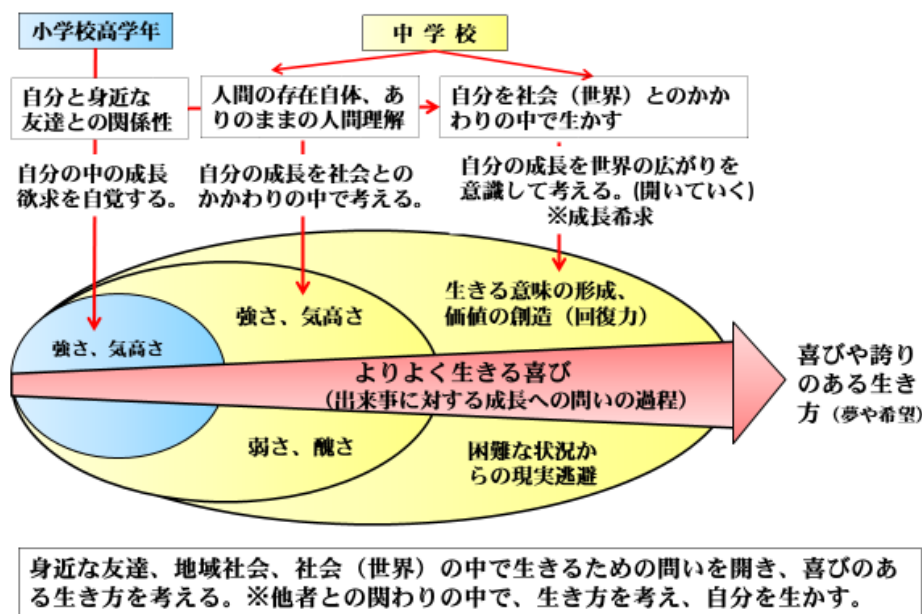 小学校高学年
中学校
自分と身近な
友達との関係性
人間の存在自体、あ
りのままの人間理解
自分を社会（世界）とのかか
わりの中で生かす
自分の中の成長
欲求を自覚する。
自分の成長を社会との
かかわりの中で考える。
自分の成長を世界の広がりを
意識して考える。(開いていく)
※成長希求
強さ、気高さ
強さ、気高さ
生きる意味の形成、
価値の創造（回復力）
よりよく生きる喜び
（出来事に対する成長への問いの過程）
喜びや誇り
のある生き
方（夢や希望）
弱さ、醜さ
困難な状況か
らの現実逃避
身近な友達、地域社会、社会（世界）の中で生きるための問いを開き、喜びのあ
る生き方を考える。※他者との関わりの中で、生き方を考え、自分を生かす。